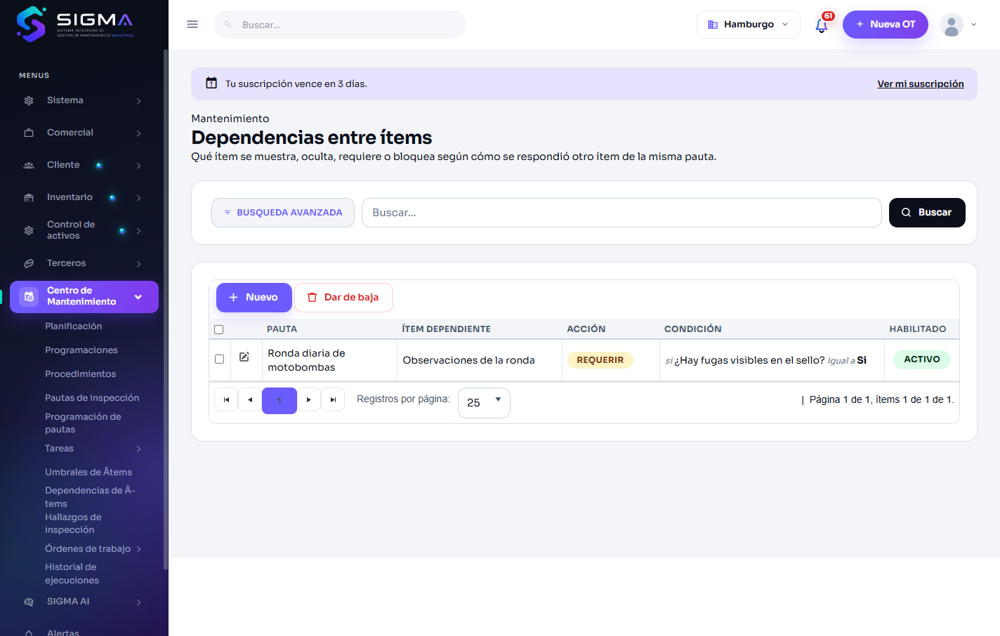 SIGMA
SISTEMA INTEGRADO DE
GESTIÓN DE MANTENIMIENTO INDUSTRIAL
Buscar...
Hamburgo
61
+ Nueva OT
MENUS
Sistema
Comercial
Cliente
Inventario
Control de
activos
Terceros
Centro de
Mantenimiento
Planificación
Programaciones
Procedimientos
Pautas de inspección
Programación de
pautas
Tareas
Umbrales de Ãtems
Dependencias de Ã-
tems
Hallazgos de
inspección
Órdenes de trabajo
Historial de
ejecuciones
SIGMA AI
Alertas
Tu suscripción vence en 3 días.
Ver mi suscripción
Mantenimiento
Dependencias entre ítems
Qué ítem se muestra, oculta, requiere o bloquea según cómo se respondió otro ítem de la misma pauta.
BUSQUEDA AVANZADA
Buscar...
Buscar
+ Nuevo
Dar de baja
PAUTA ÍTEM DEPENDIENTE ACCIÓN CONDICIÓN HABILITADO
Ronda diaria de
motobombas
Observaciones de la ronda
REQUERIR
si ¿Hay fugas visibles en el sello? Igual a Si
ACTIVO
1
Registros por página:
25
| Página 1 de 1, ítems 1 de 1 de 1.